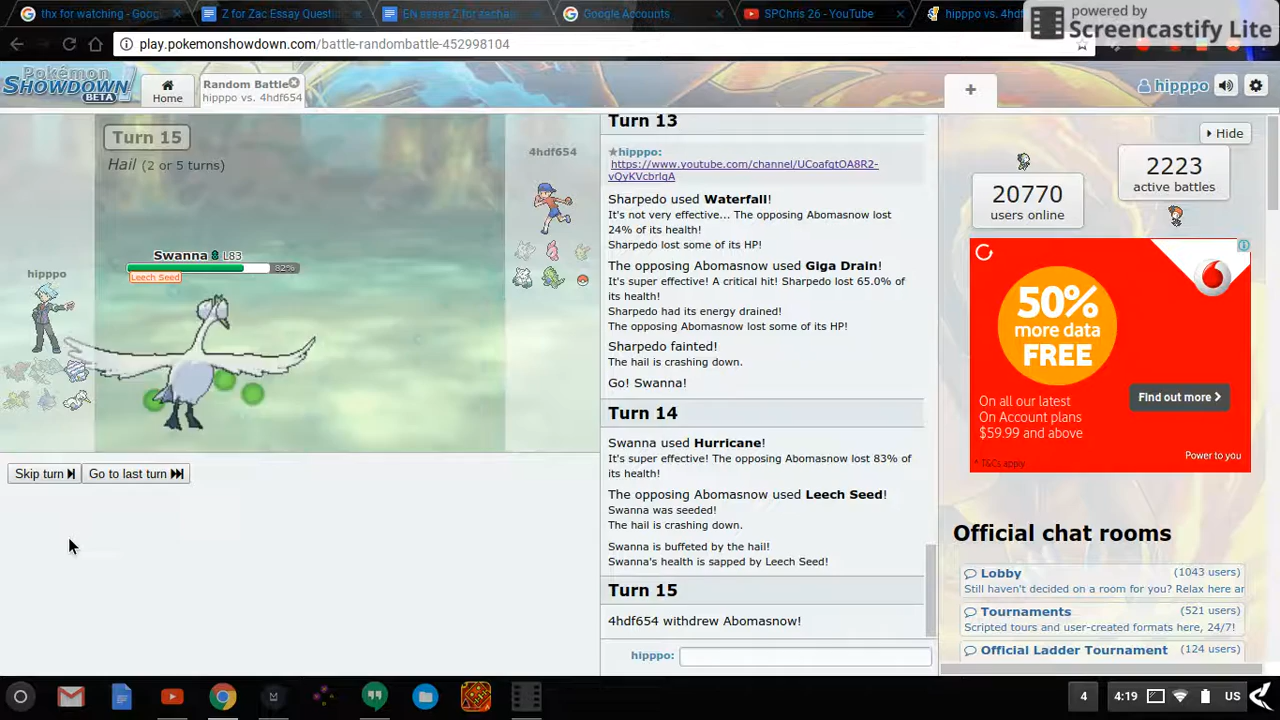 thx for watching - Goog
Z for Zac Essay Quest
EN essay Z for zacha
Google Accounts
SPChris 26 - YouTube
hipppo vs. 4hdf
powered by
Screencastify Lite
play.pokemonshowdown.com/battle-randombattle-452998104
Pokémon
Showdown
BETA
Home
Random Battle
hipppo vs. 4hdf654
+
hipppo
Turn 15
Hail (2 or 5 turns)
4hdf654
Swanna L83
82%
Leech Seed
hipppo
Skip turn
Go to last turn
Turn 13
☆hipppo:
https://www.youtube.com/channel/UCoafgtOA8R2-
vQyKVcbrIgA
Sharpedo used Waterfall!
It's not very effective... The opposing Abomasnow lost
24% of its health!
Sharpedo lost some of its HP!
The opposing Abomasnow used Giga Drain!
It's super effective! A critical hit! Sharpedo lost 65.0% of
its health!
Sharpedo had its energy drained!
The opposing Abomasnow lost some of its HP!
Sharpedo fainted!
The hail is crashing down.
Go! Swanna!
Turn 14
Swanna used Hurricane!
It's super effective! The opposing Abomasnow lost 83% of
its health!
The opposing Abomasnow used Leech Seed!
Swanna was seeded!
The hail is crashing down.
Swanna is buffeted by the hail!
Swanna's health is sapped by Leech Seed!
Turn 15
4hdf654 withdrew Abomasnow!
hipppo:
Hide
20770
users online
2223
active battles
50%
more data
FREE
On all our latest
On Account plans
$59.99 and above
Find out more
* T&Cs apply
Power to you
Official chat rooms
Lobby
(1043 users)
Still haven't decided on a room for you? Relax here
Tournaments
(521 users)
Scripted tours and user-created formats here, 24/7!
Official Ladder Tournament
(124 users)
4
4:19
US